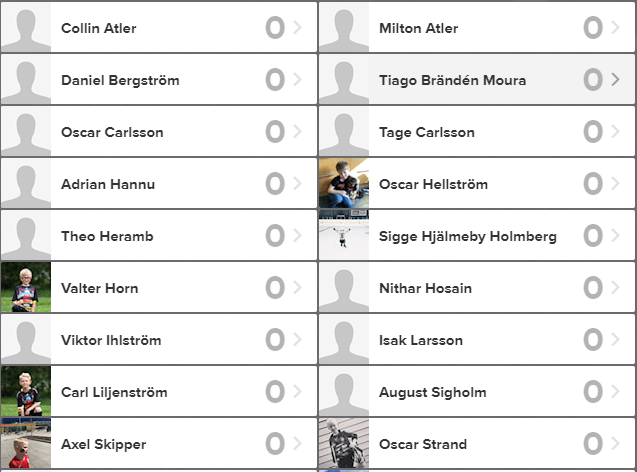 Collin Atler 0
Milton Atler 0
Daniel Bergström 0
Tiago Brändén Moura 0
Oscar Carlsson 0
Tage Carlsson 0
Adrian Hannu 0
Oscar Hellström 0
Theo Heramb 0
Sigge Hjälmeby Holmberg 0
Valter Horn 0
Nithar Hosain 0
Viktor Ihlström 0
Isak Larsson 0
Carl Liljenström 0
August Sigholm 0
Axel Skipper 0
Oscar Strand 0